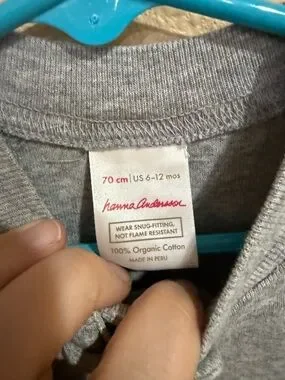 70 cm | US 6-12 mos
hanna andersson
WEAR SNUG-FITTING,
NOT FLAME RESISTANT
100% Organic Cotton
MADE IN PERU